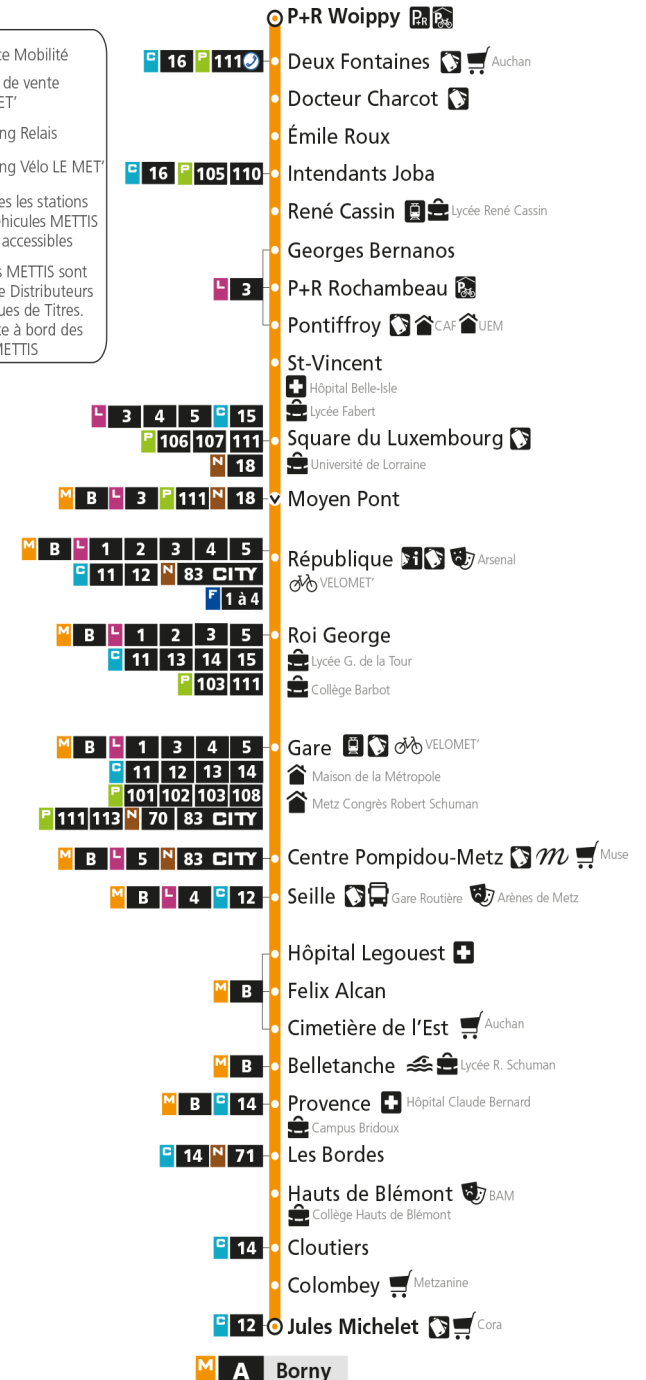 P+R Woippy
te Mobilité
C 16 P 111 Deux Fontaines Auchan
de vente
ET'
Docteur Charcot
ng Relais
Émile Roux
ng Vélo LE MET'
C 16 P 105 110 Intendants Joba
es les stations
éhicules METTIS
accessibles
René Cassin Lycée René Cassin
Georges Bernanos
s METTIS sont
e Distributeurs
ues de Titres.
te à bord des
METTIS
L 3 P+R Rochambeau
Pontiffroy CAF UEM
St-Vincent
Hôpital Belle-Isle
Lycée Fabert
L 3 4 5 C 15
P 106 107 111 Square du Luxembourg
N 18 Université de Lorraine
M B L 3 P 111 N 18 Moyen Pont
M B L 1 2 3 4 5 République Arsenal
C 11 12 N 83 CITY VELOMET'
F 1 à 4
M B L 1 2 3 5 Roi George
C 11 13 14 15 Lycée G. de la Tour
P 103 111 Collège Barbot
M B L 1 3 4 5 Gare VELOMET'
C 11 12 13 14 Maison de la Métropole
P 101 102 103 108 Metz Congrès Robert Schuman
P 111 113 N 70 83 CITY
M B L 5 N 83 CITY Centre Pompidou-Metz m Muse
M B L 4 C 12 Seille Gare Routière Arènes de Metz
Hôpital Legouest
M B Felix Alcan
Cimetière de l'Est Auchan
M B Belletanche Lycée R. Schuman
M B C 14 Provence Hôpital Claude Bernard
Campus Bridoux
C 14 N 71 Les Bordes
Hauts de Blémont BAM
Collège Hauts de Blémont
C 14 Cloutiers
Colombey Metzanine
C 12 Jules Michelet Cora
M A Borny